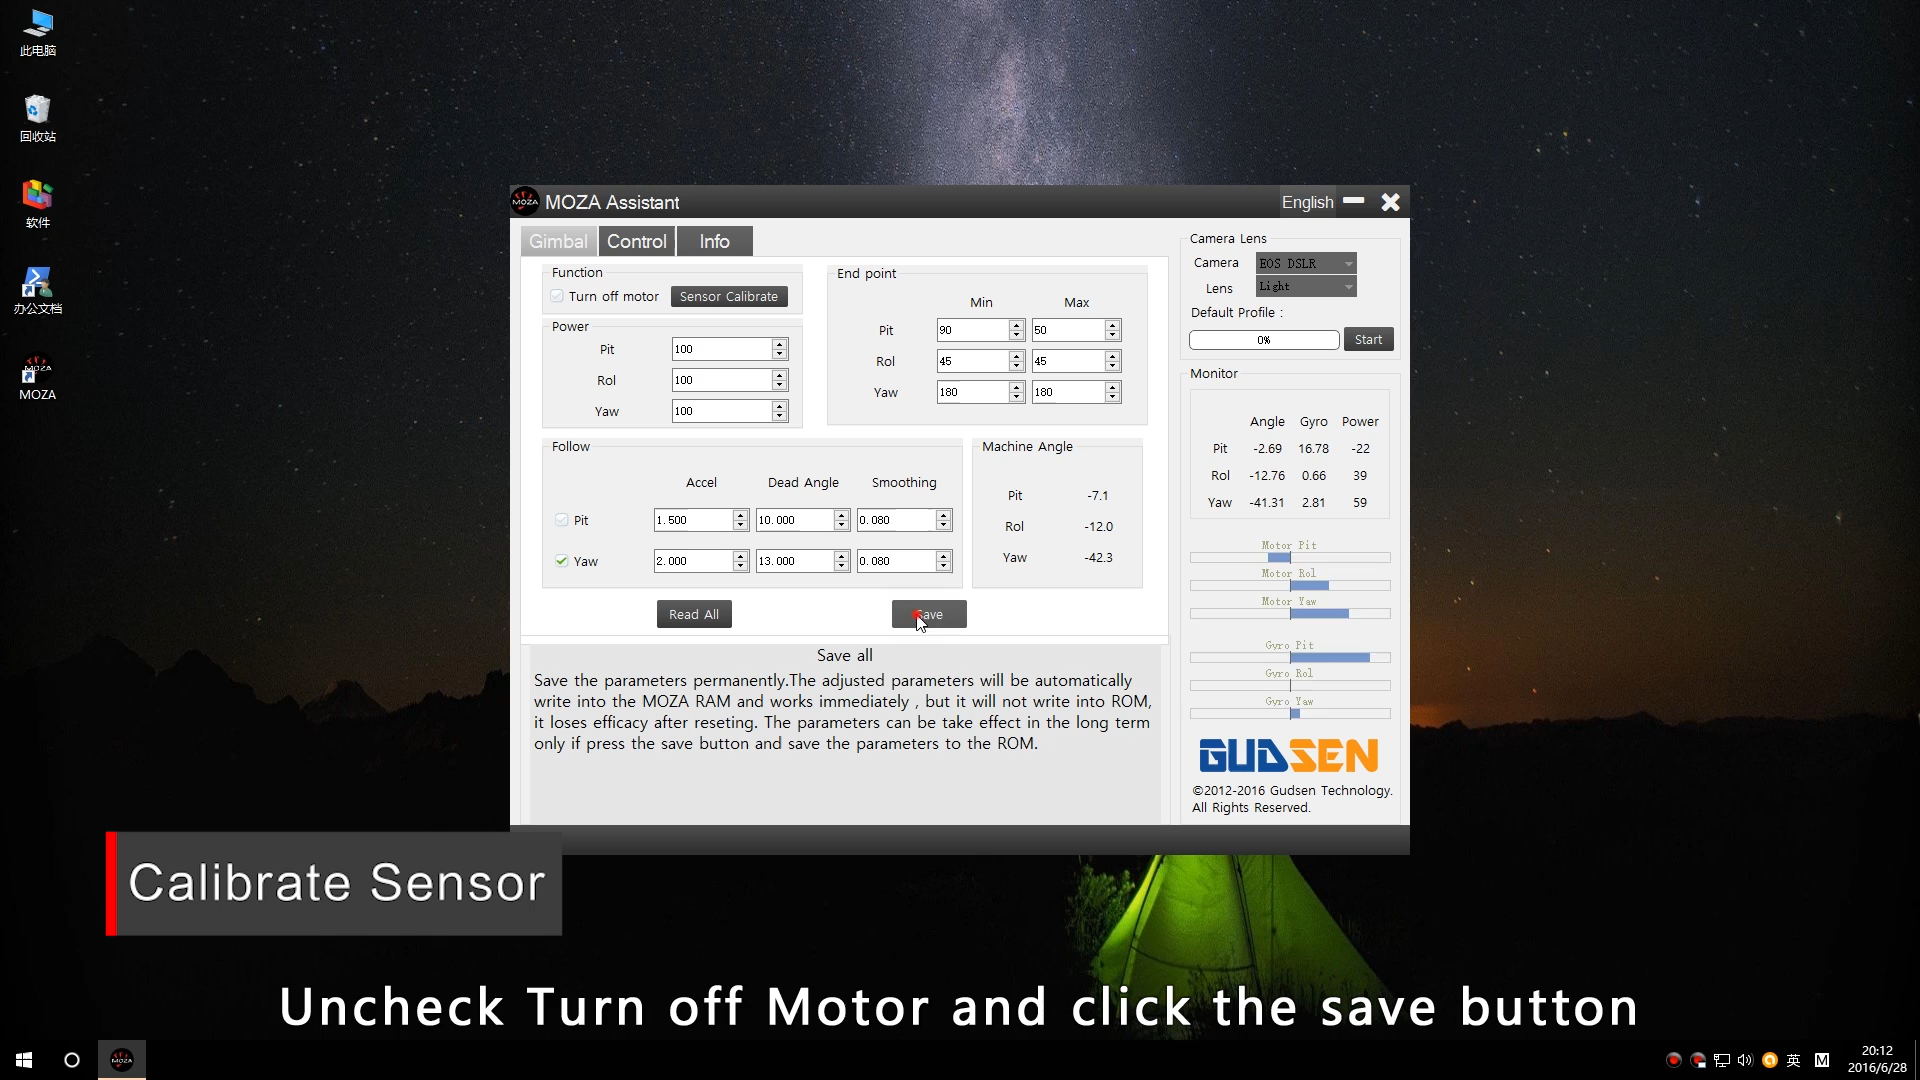 此电脑
回收站
软件
办公文档
MOZA
MOZA
MOZA
MOZA Assistant
English
Gimbal
Control
Info
Function
Turn off motor
Sensor Calibrate
Power
Pit 100
Rol 100
Yaw 100
End point
Min Max
Pit 90 50
Rol 45 45
Yaw 180 180
Follow
Accel Dead Angle Smoothing
Pit 1.500 10.000 0.080
Yaw 2.000 13.000 0.080
Machine Angle
Pit -7.1
Rol -12.0
Yaw -42.3
Read All
Save
Save all
Save the parameters permanently.The adjusted parameters will be automatically
write into the MOZA RAM and works immediately , but it will not write into ROM,
it loses efficacy after reseting. The parameters can be take effect in the long term
only if press the save button and save the parameters to the ROM.
Camera Lens
Camera EOS DSLR
Lens Light
Default Profile :
0% Start
Monitor
Angle Gyro Power
Pit -2.69 16.78 -22
Rol -12.76 0.66 39
Yaw -41.31 2.81 59
Motor Pit
Motor Rol
Motor Yaw
Gyro Pit
Gyro Rol
Gyro Yaw
GUDSEN
©2012-2016 Gudsen Technology.
All Rights Reserved.
Calibrate Sensor
Uncheck Turn off Motor and click the save button
MOZA
英
M
20:12
2016/6/28